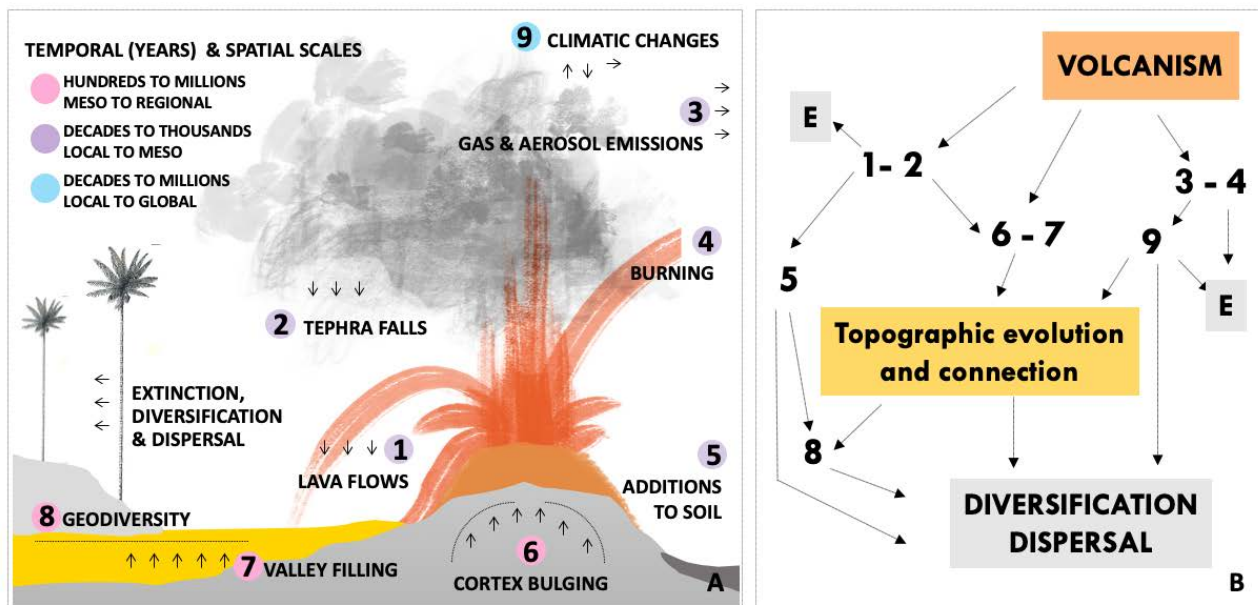 TEMPORAL (YEARS) & SPATIAL SCALES
HUNDREDS TO MILLIONS
MESO TO REGIONAL
DECADES TO THOUSANDS
LOCAL TO MESO
DECADES TO MILLIONS
LOCAL TO GLOBAL
9 CLIMATIC CHANGES
3
GAS & AEROSOL EMISSIONS
4
BURNING
2 TEPHRA FALLS
EXTINCTION,
DIVERSIFICATION
& DISPERSAL
1
LAVA FLOWS
5
ADDITIONS
TO SOIL
8 GEODIVERSITY
7 VALLEY FILLING
6
CORTEX BULGING
A
VOLCANISM
E
1- 2
3 - 4
6 - 7
9
5
E
Topographic evolution
and connection
8
DIVERSIFICATION
DISPERSAL
B